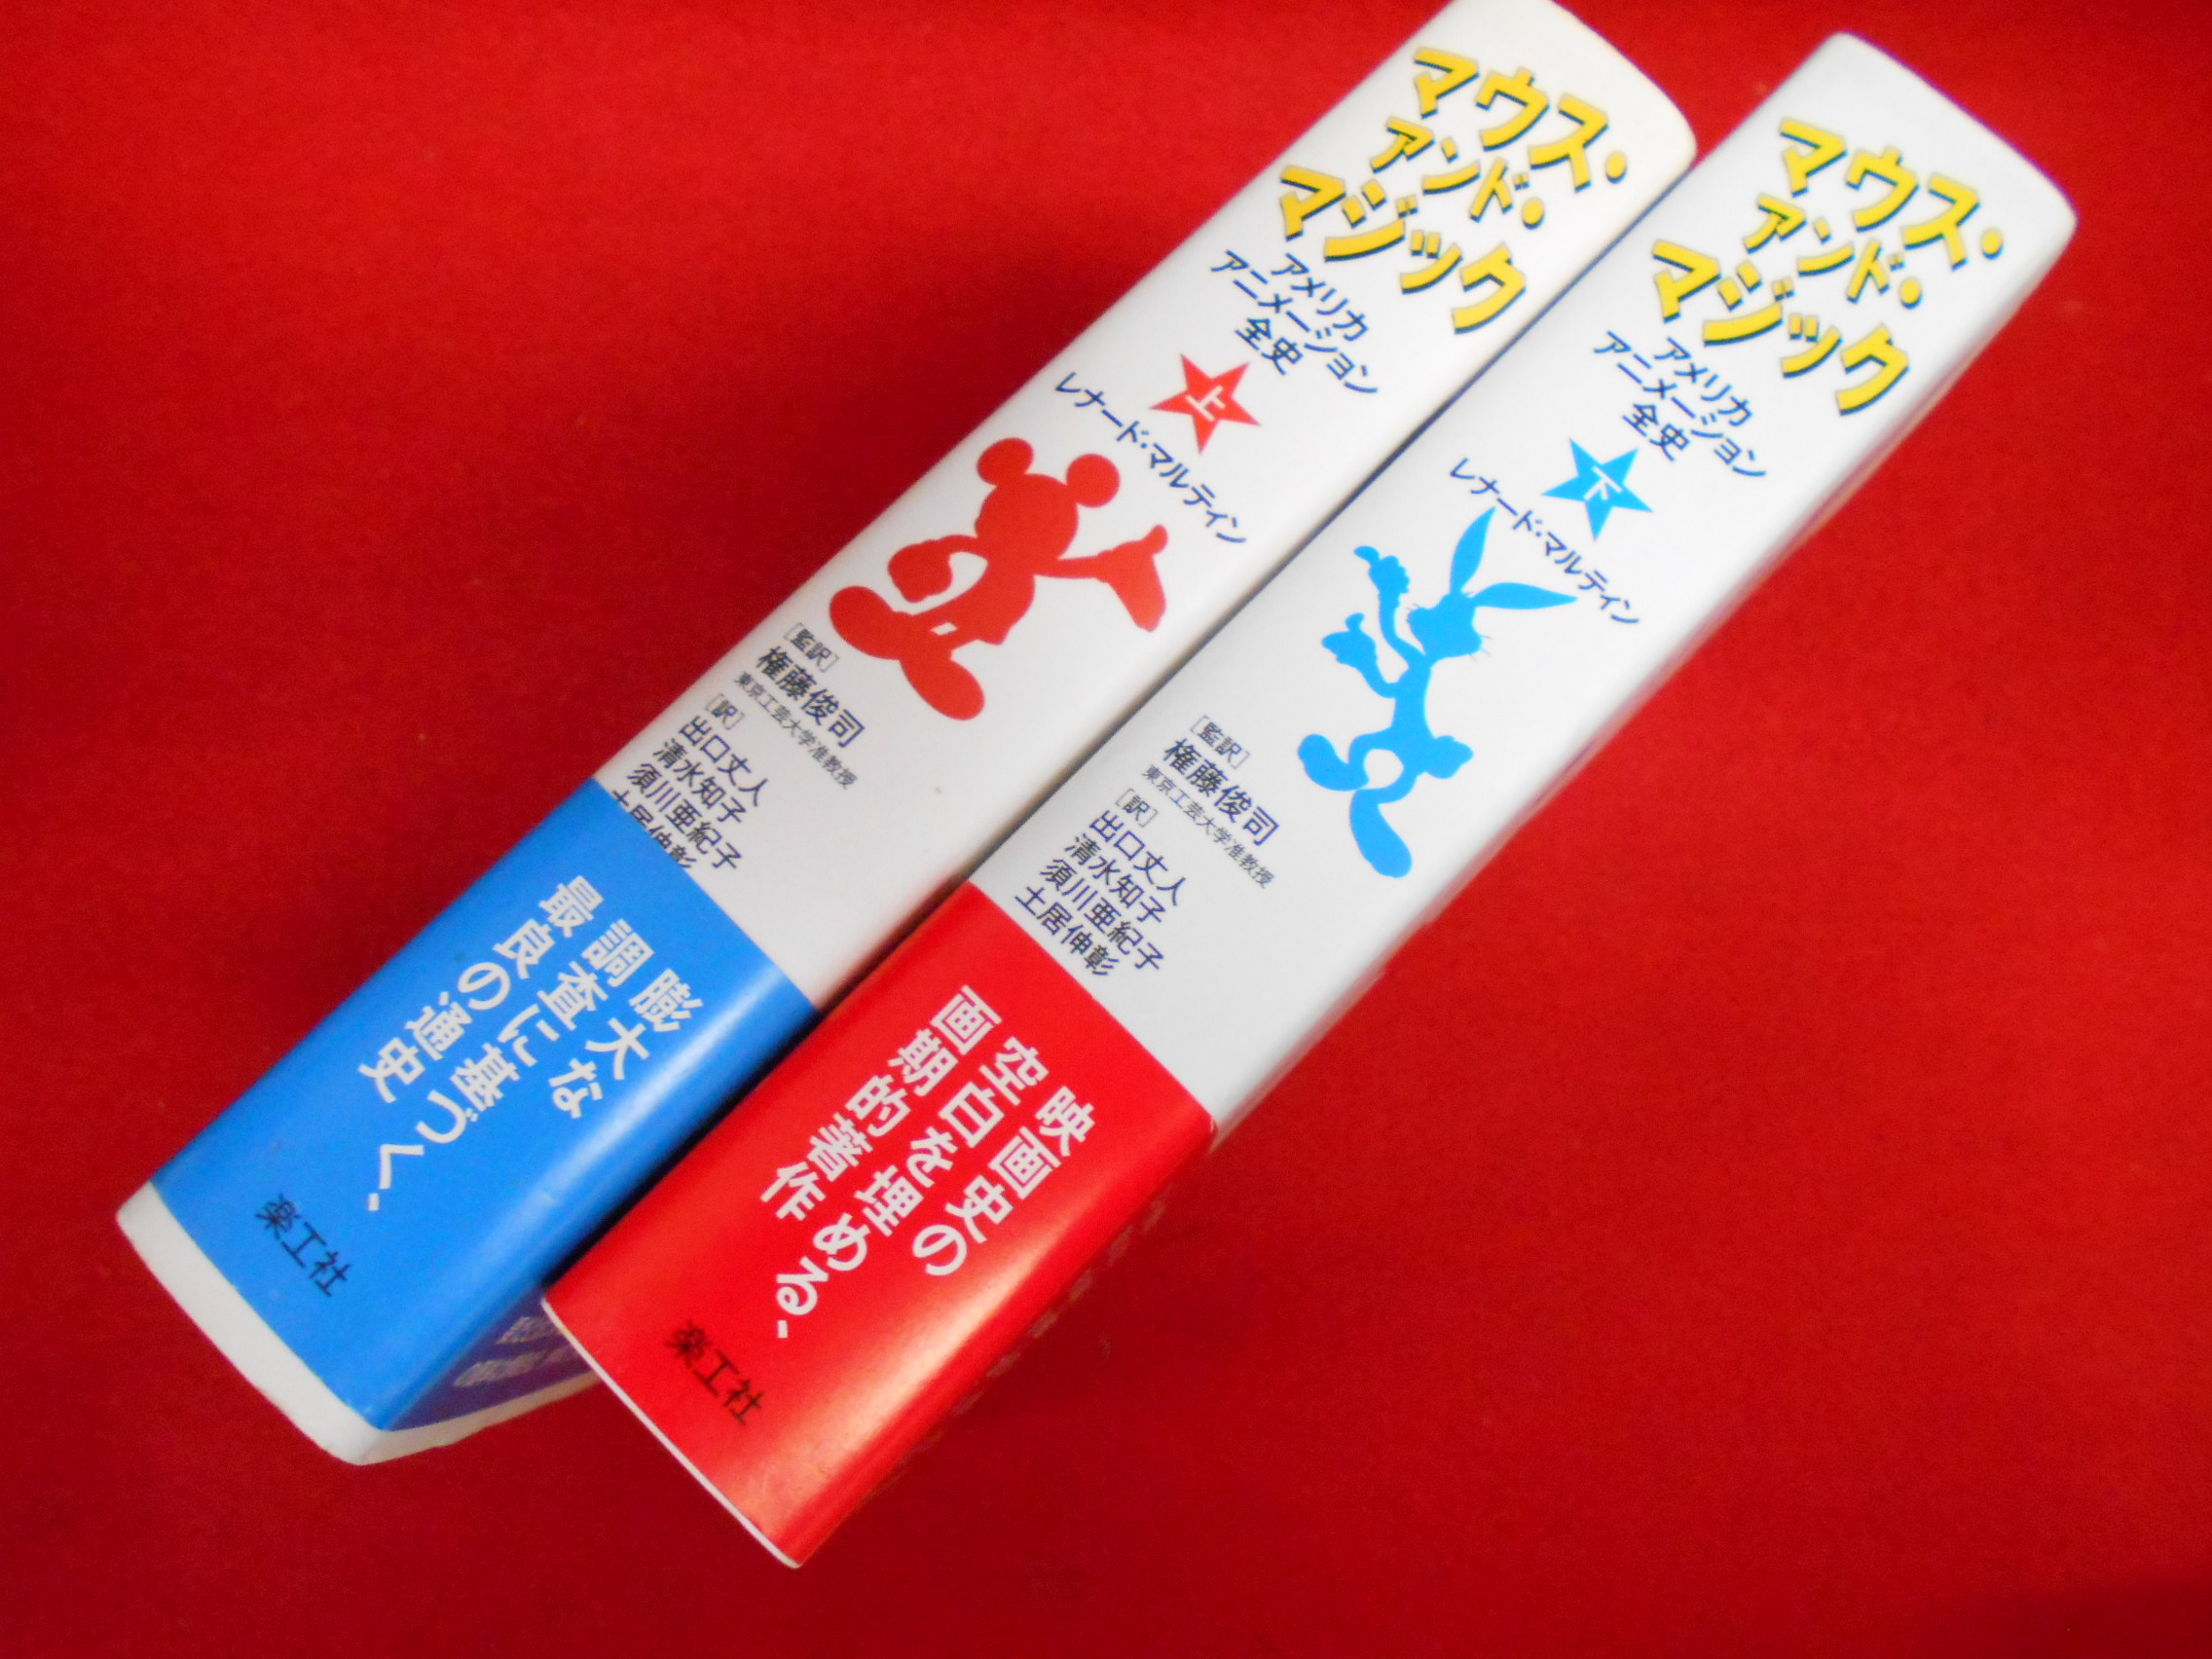 マウス・
アンド・
マジック
アメリカ
アニメーション
全史
上
レナード・マルティン
[監訳]
権藤俊司
東京工芸大学准教授
[訳]
出口丈人
清水知子
須川亜紀子
土居伸彰
膨大な
調査に基づく、
最良の通史
楽工社
マウス・
アンド・
マジック
アメリカ
アニメーション
全史
下
レナード・マルティン
[監訳]
権藤俊司
東京工芸大学准教授
[訳]
出口丈人
清水知子
須川亜紀子
土居伸彰
映画史の
空白を埋める、
画期的著作
楽工社